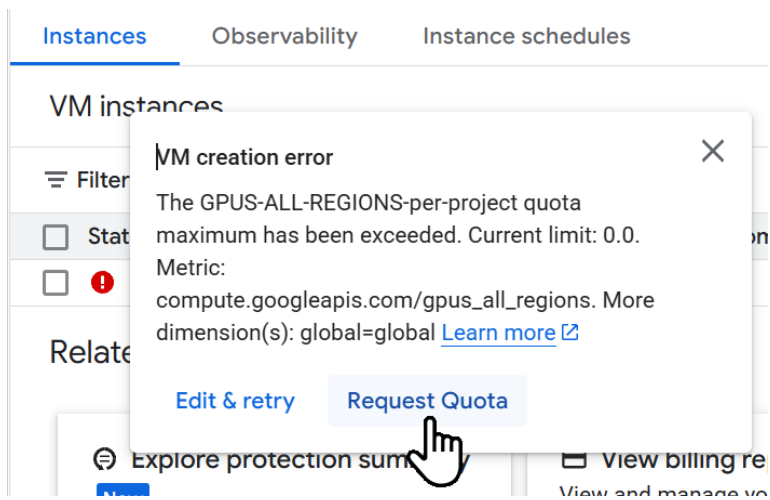 Instances Observability Instance schedules
VM instances
VM creation error
Filter
The GPUS-ALL-REGIONS-per-project quota
maximum has been exceeded. Current limit: 0.0.
Stat
Metric:
compute.googleapis.com/gpus_all_regions. More
dimension(s): global=global Learn more
Relate
Edit & retry Request Quota
Explore protection summary
View billing re
New
View and manage yo